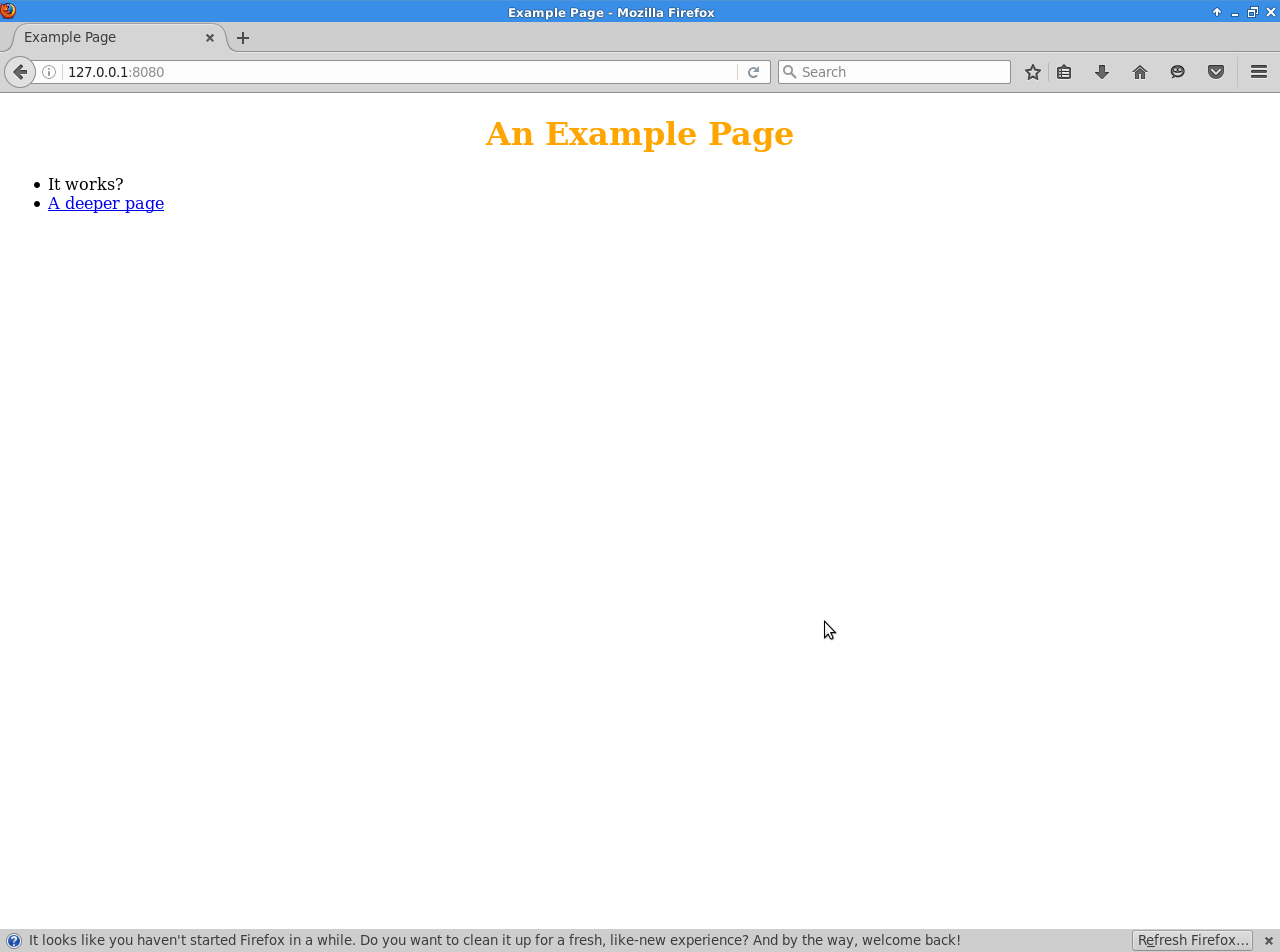 Example Page - Mozilla Firefox
Example Page
127.0.0.1:8080
Search
An Example Page
It works?
A deeper page
It looks like you haven't started Firefox in a while. Do you want to clean it up for a fresh, like-new experience? And by the way, welcome back!
Refresh Firefox...